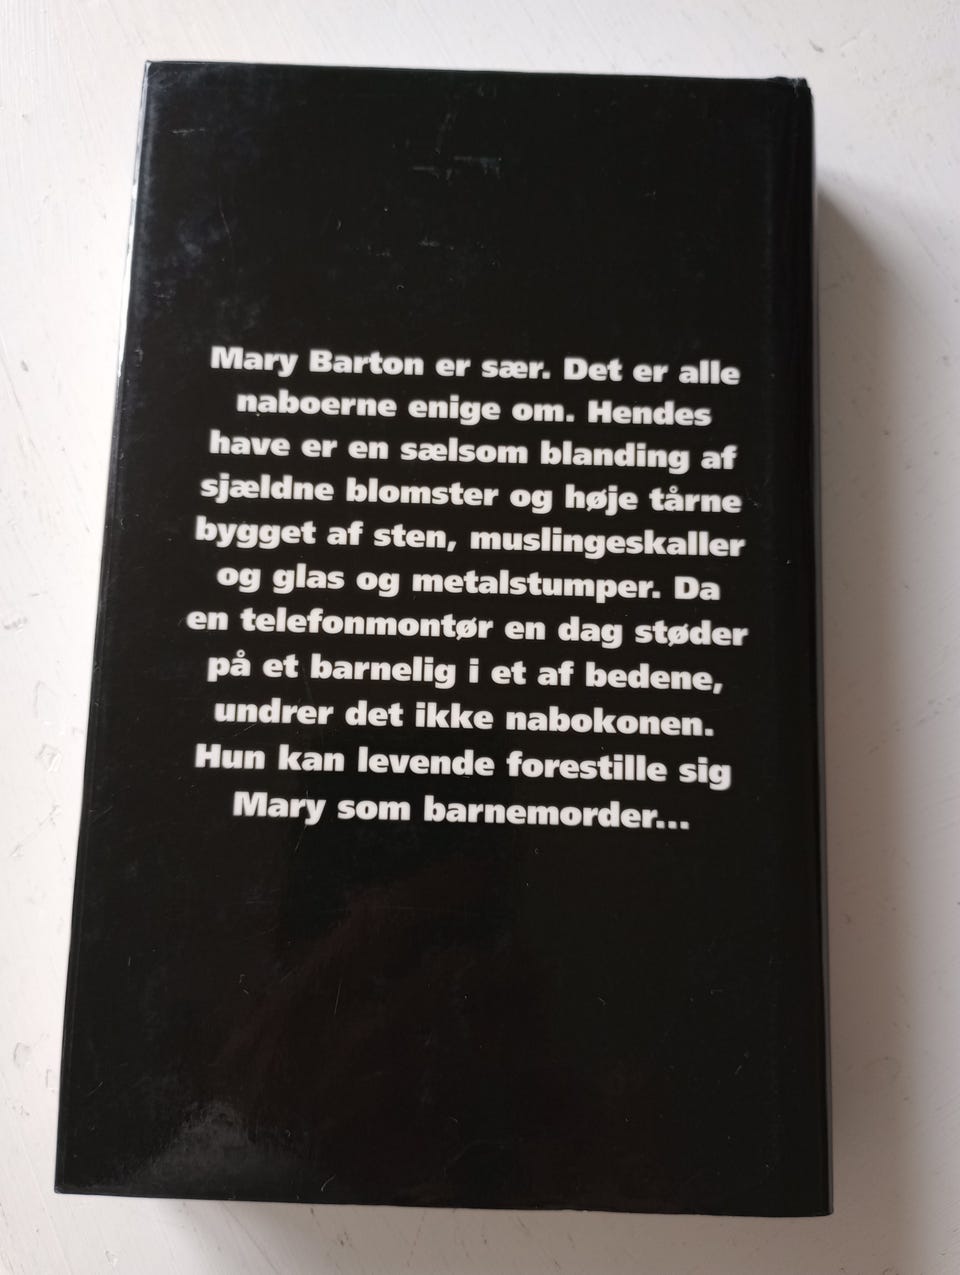 Mary Barton er sær. Det er alle
naboerne enige om. Hendes
have er en sælsom blanding af
sjældne blomster og høje tårne
bygget af sten, muslingeskaller
og glas og metalstumper. Da
en telefonmontør en dag støder
på et barnelig i et af bedene,
undrer det ikke nabokonen.
Hun kan levende forestille sig
Mary som barnemorder...